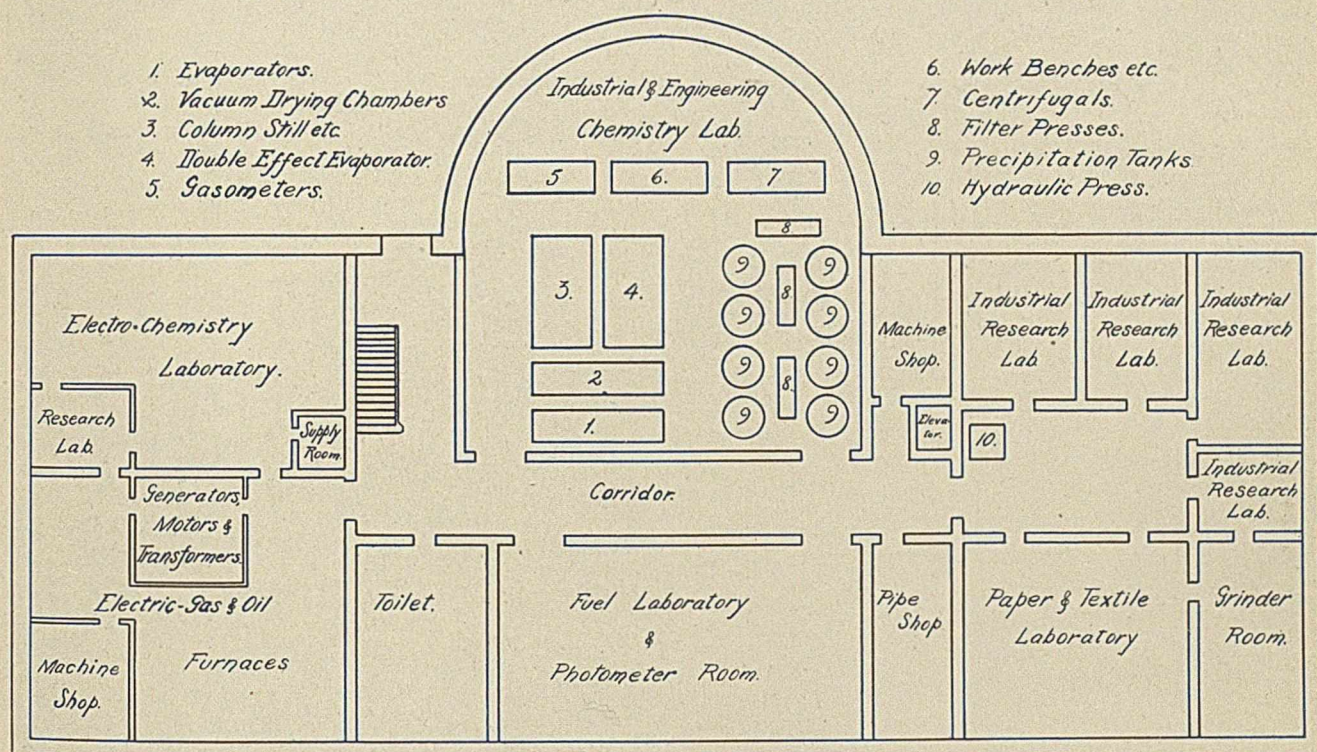 1. Evaporators.
2. Vacuum Drying Chambers
3. Column Still etc
4. Double Effect Evaporator.
5. Gasometers.
Industrial & Engineering
Chemistry Lab.
6. Work Benches etc.
7. Centrifugals.
8. Filter Presses.
9. Precipitation Tanks
10. Hydraulic Press.
5
6.
7
8.
3.
4.
9
9
8.
9
9
2
9
9
8.
1.
9
9
Electro-Chemistry
Laboratory.
Research
Lab.
Supply
Room.
Machine
Shop.
Eleva-
tor.
10.
Industrial
Research
Lab.
Industrial
Research
Lab.
Industrial
Research
Lab.
Industrial
Research
Lab.
Corridor.
Generators,
Motors &
Transformers.
Electric-Gas & Oil
Furnaces
Machine
Shop.
Toilet.
Fuel Laboratory
&
Photometer Room.
Pipe
Shop
Paper & Textile
Laboratory
Grinder
Room.